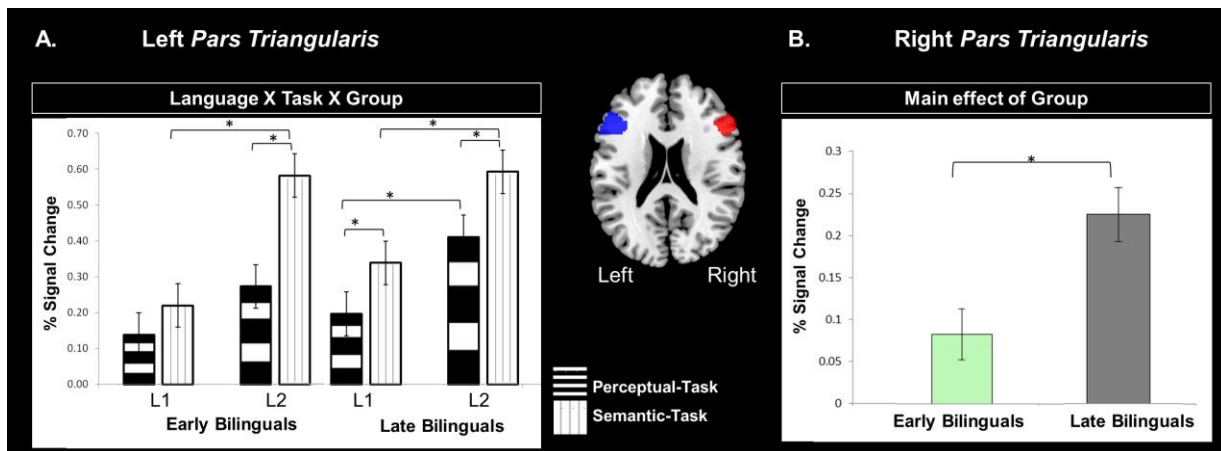 A. Left Pars Triangularis
Language X Task X Group
% Signal Change
0.70
0.60
0.50
0.40
0.30
0.20
0.10
0.00
*
*
*
*
*
*
L1
L2
L1
L2
Early Bilinguals
Late Bilinguals
Left
Right
Perceptual-Task
Semantic-Task
B. Right Pars Triangularis
Main effect of Group
% Signal Change
0.3
0.25
0.2
0.15
0.1
0.05
0
*
Early Bilinguals
Late Bilinguals